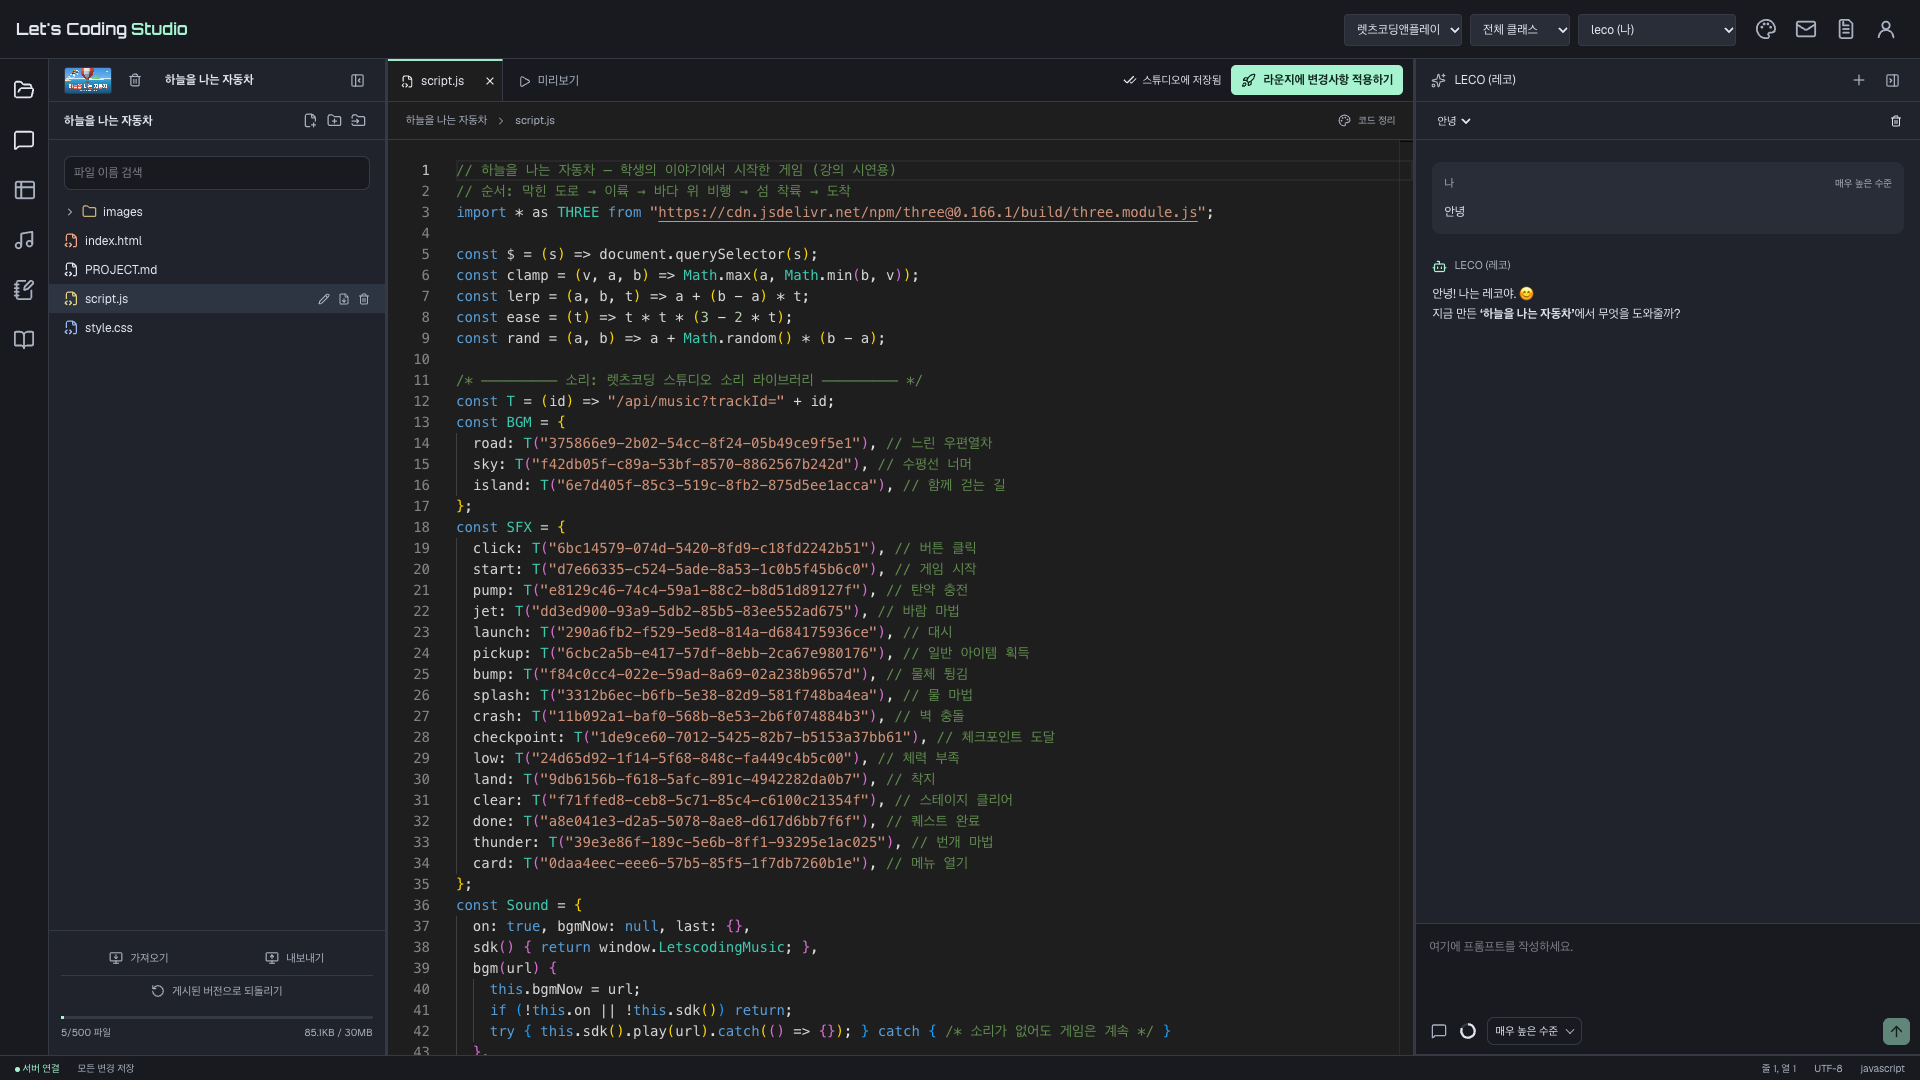 Let's Coding Studio
렛츠코딩앤플레이
전체 클래스
leco (나)
하늘을 나는 자동차
하늘을 나는 자동차
파일 이름 검색
images
index.html
PROJECT.md
script.js
style.css
가져오기
내보내기
게시된 버전으로 되돌리기
5/500 파일
85.1KB / 30MB
script.js
미리보기
스튜디오에 저장됨
라운지에 변경사항 적용하기
하늘을 나는 자동차 > script.js
코드 정리
1 // 하늘을 나는 자동차 — 학생의 이야기에서 시작한 게임 (강의 시연용)
2 // 순서: 막힌 도로 → 이륙 → 바다 위 비행 → 섬 착륙 → 도착
3 import * as THREE from "https://cdn.jsdelivr.net/npm/three@0.166.1/build/three.module.js";
4
5 const $ = (s) => document.querySelector(s);
6 const clamp = (v, a, b) => Math.max(a, Math.min(b, v));
7 const lerp = (a, b, t) => a + (b - a) * t;
8 const ease = (t) => t * t * (3 - 2 * t);
9 const rand = (a, b) => a + Math.random() * (b - a);
10
11 /* ───────── 소리: 렛츠코딩 스튜디오 소리 라이브러리 ───────── */
12 const T = (id) => "/api/music?trackId=" + id;
13 const BGM = {
14 road: T("375866e9-2b02-54cc-8f24-05b49ce9f5e1"), // 느린 우편열차
15 sky: T("f42db05f-c89a-53bf-8570-8862567b242d"), // 수평선 너머
16 island: T("6e7d405f-85c3-519c-8fb2-875d5ee1acca"), // 함께 걷는 길
17 };
18 const SFX = {
19 click: T("6bc14579-074d-5420-8fd9-c18fd2242b51"), // 버튼 클릭
20 start: T("d7e66335-c524-5ade-8a53-1c0b5f45b6c0"), // 게임 시작
21 pump: T("e8129c46-74c4-59a1-88c2-b8d51d89127f"), // 탄약 충전
22 jet: T("dd3ed900-93a9-5db2-85b5-83ee552ad675"), // 바람 마법
23 launch: T("290a6fb2-f529-5ed8-814a-d684175936ce"), // 대시
24 pickup: T("6cbc2a5b-e417-57df-8ebb-2ca67e980176"), // 일반 아이템 획득
25 bump: T("f84c0cc4-022e-59ad-8a69-02a238b9657d"), // 물체 튕김
26 splash: T("3312b6ec-b6fb-5e38-82d9-581f748ba4ea"), // 물 마법
27 crash: T("11b092a1-baf0-568b-8e53-2b6f074884b3"), // 벽 충돌
28 checkpoint: T("1de9ce60-7012-5425-82b7-b5153a37bb61"), // 체크포인트 도달
29 low: T("24d65d92-1f14-5f68-848c-fa449c4b5c00"), // 체력 부족
30 land: T("9db6156b-f618-5afc-891c-4942282da0b7"), // 착지
31 clear: T("f71ffed8-ceb8-5c71-85c4-c6100c21354f"), // 스테이지 클리어
32 done: T("a8e041e3-d2a5-5078-8ae8-d617d6bb7f6f"), // 퀘스트 완료
33 thunder: T("39e3e86f-189c-5e6b-8ff1-93295e1ac025"), // 번개 마법
34 card: T("0daa4eec-eee6-57b5-85f5-1f7db7260b1e"), // 메뉴 열기
35 };
36 const Sound = {
37 on: true, bgmNow: null, last: {},
38 sdk() { return window.LetscodingMusic; },
39 bgm(url) {
40 this.bgmNow = url;
41 if (!this.on || !this.sdk()) return;
42 try { this.sdk().play(url).catch(() => {}); } catch { /* 소리가 없어도 게임은 계속 */ }
43 },
LECO (레코)
안녕
나
매우 높은 수준
안녕
LECO (레코)
안녕! 나는 레코야. 😊
지금 만든 ‘하늘을 나는 자동차’에서 무엇을 도와줄까?
여기에 프롬프트를 작성하세요.
매우 높은 수준
서버 연결
모든 변경 저장
줄 1, 열 1
UTF-8
javascript